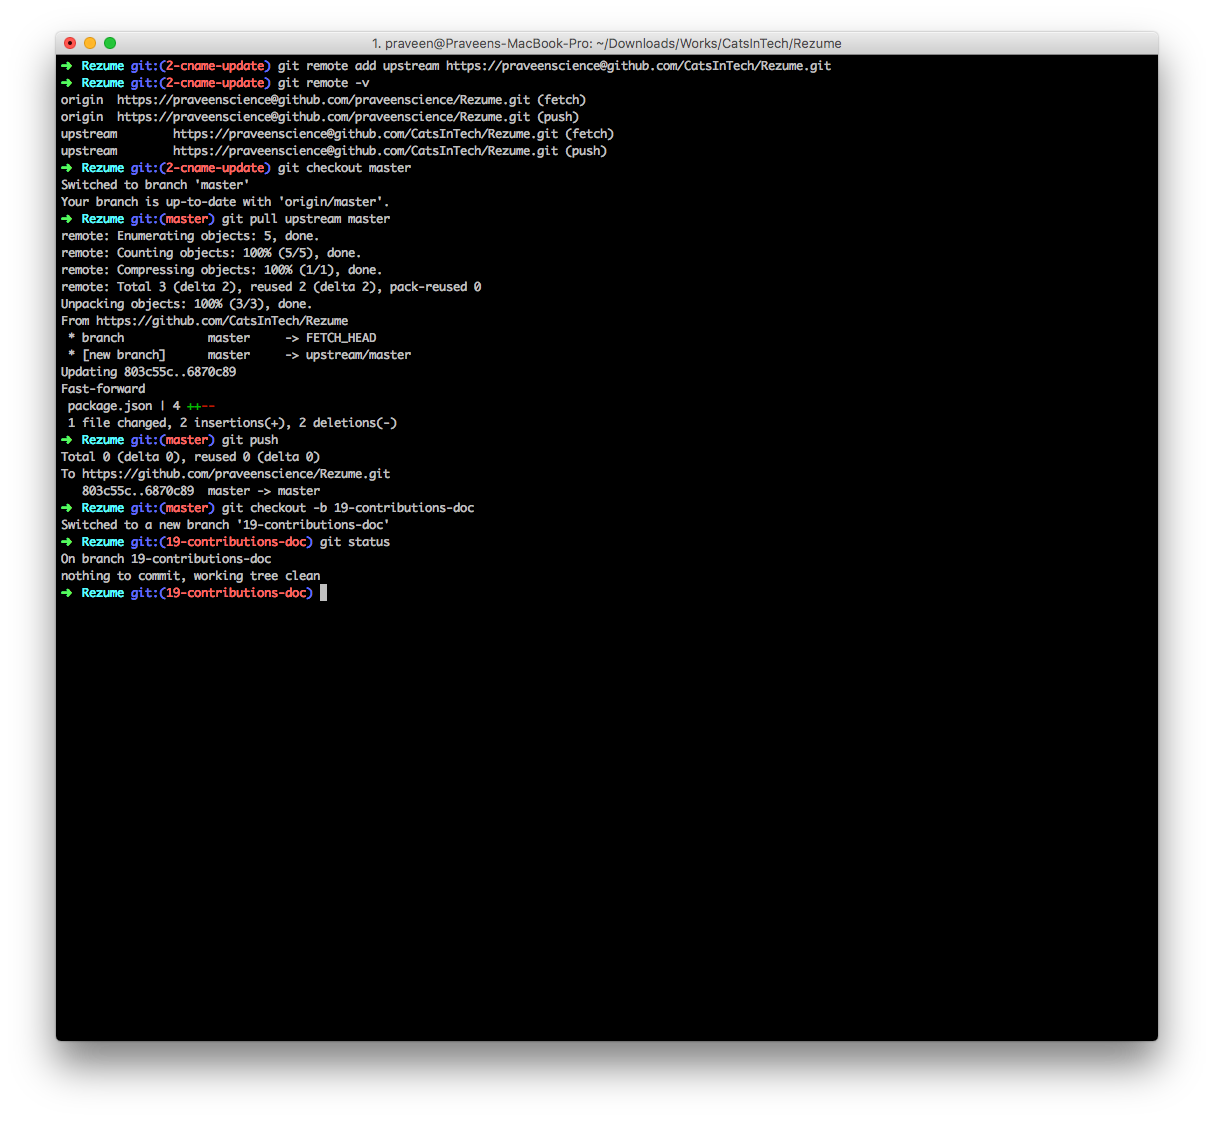 1. praveen@Praveens-MacBook-Pro: ~/Downloads/Works/CatsInTech/Rezume
➜  Rezume git:(2-cname-update) git remote add upstream https://praveenscience@github.com/CatsInTech/Rezume.git
➜  Rezume git:(2-cname-update) git remote -v
origin  https://praveenscience@github.com/praveenscience/Rezume.git (fetch)
origin  https://praveenscience@github.com/praveenscience/Rezume.git (push)
upstream        https://praveenscience@github.com/CatsInTech/Rezume.git (fetch)
upstream        https://praveenscience@github.com/CatsInTech/Rezume.git (push)
➜  Rezume git:(2-cname-update) git checkout master
Switched to branch 'master'
Your branch is up-to-date with 'origin/master'.
➜  Rezume git:(master) git pull upstream master
remote: Enumerating objects: 5, done.
remote: Counting objects: 100% (5/5), done.
remote: Compressing objects: 100% (1/1), done.
remote: Total 3 (delta 2), reused 2 (delta 2), pack-reused 0
Unpacking objects: 100% (3/3), done.
From https://github.com/CatsInTech/Rezume
 * branch            master     -> FETCH_HEAD
 * [new branch]      master     -> upstream/master
Updating 803c55c..6870c89
Fast-forward
 package.json | 4 ++--
 1 file changed, 2 insertions(+), 2 deletions(-)
➜  Rezume git:(master) git push
Total 0 (delta 0), reused 0 (delta 0)
To https://github.com/praveenscience/Rezume.git
   803c55c..6870c89  master -> master
➜  Rezume git:(master) git checkout -b 19-contributions-doc
Switched to a new branch '19-contributions-doc'
➜  Rezume git:(19-contributions-doc) git status
On branch 19-contributions-doc
nothing to commit, working tree clean
➜  Rezume git:(19-contributions-doc)